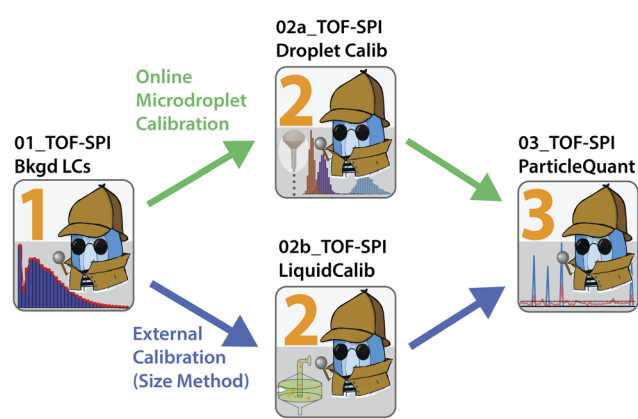 02a_TOF-SPI
Droplet Calib
2
Online
Microdroplet
Calibration
01_TOF-SPI
Bkgd LCs
1
03_TOF-SPI
ParticleQuant
3
02b_TOF-SPI
LiquidCalib
2
External
Calibration
(Size Method)